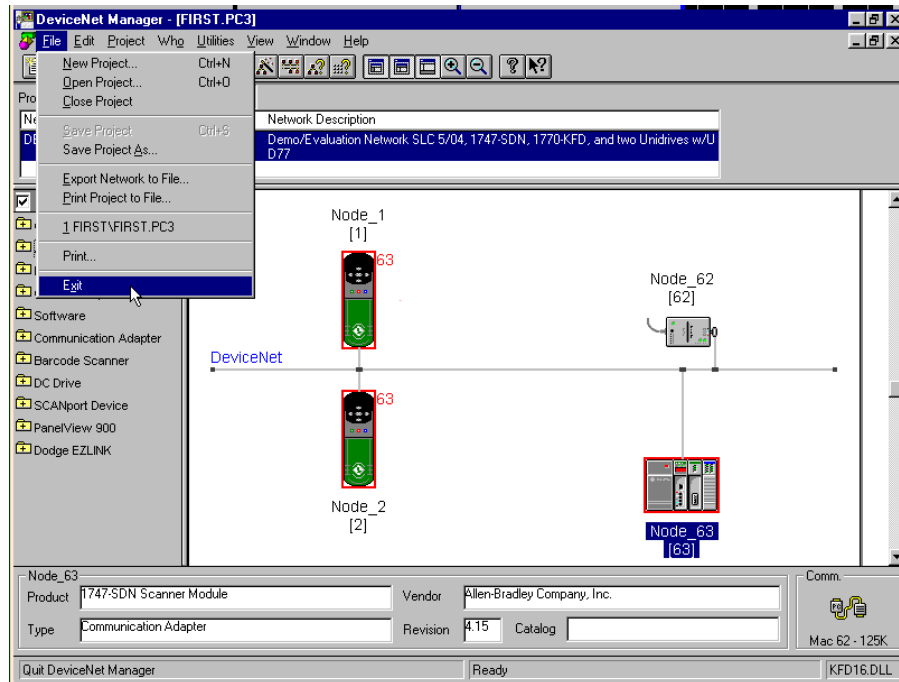 DeviceNet Manager - [FIRST.PC3]
File Edit Project Who Utilities View Window Help
New Project... Ctrl+N
Open Project... Ctrl+O
Close Project
Save Project Ctrl+S
Save Project As...
Export Network to File...
Print Project to File...
1 FIRST\FIRST.PC3
Print...
Exit
Network Description
Demo/Evaluation Network SLC 5/04, 1747-SDN, 1770-KFD, and two Unidrives w/U
D77
Software
Communication Adapter
Barcode Scanner
DC Drive
SCANport Device
PanelView 900
Dodge EZLINK
Node_1
[1]
63
Node_62
[62]
DeviceNet
63
Node_2
[2]
Node_63
[63]
Node_63
Product 1747-SDN Scanner Module Vendor Allen-Bradley Company, Inc.
Type Communication Adapter Revision 4.15 Catalog
Comm.
Mac 62 - 125K
Quit DeviceNet Manager Ready KFD16.DLL